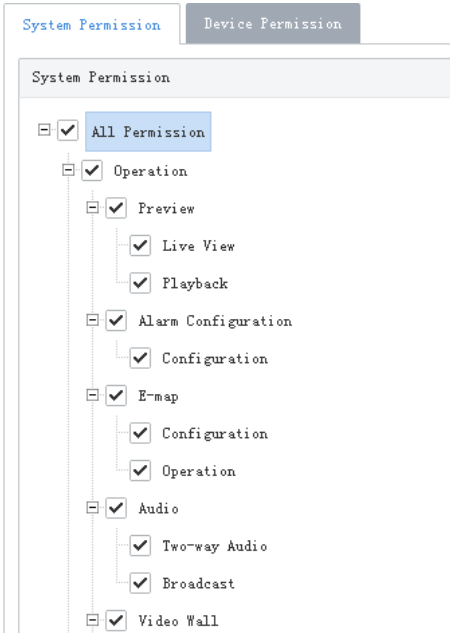 System Permission
Device Permission
System Permission
All Permission
Operation
Preview
Live View
Playback
Alarm Configuration
Configuration
E-map
Configuration
Operation
Audio
Two-way Audio
Broadcast
Video Wall